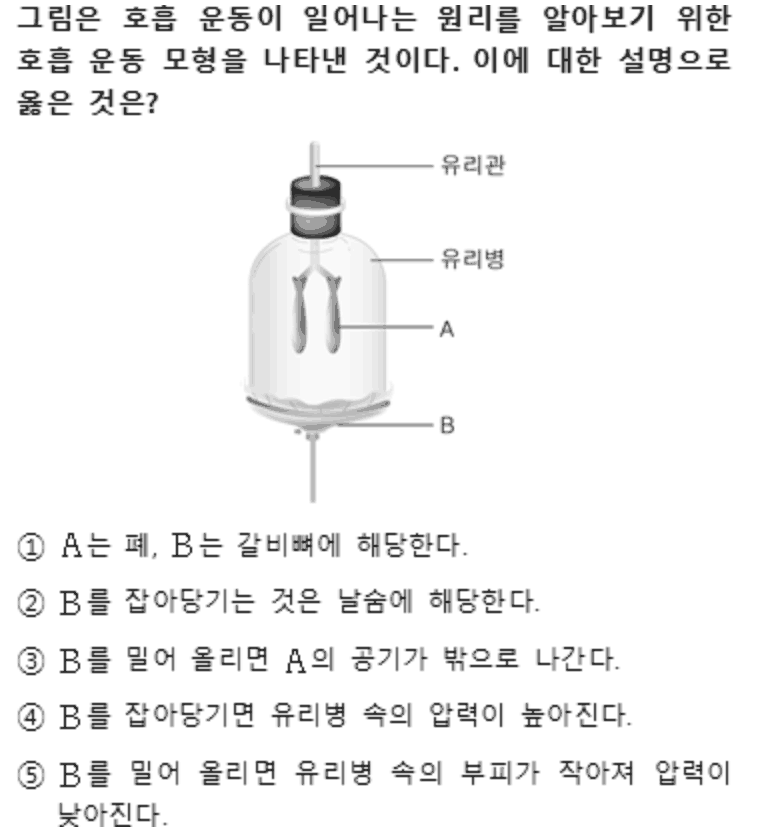 그림은 호흡 운동이 일어나는 원리를 알아보기 위한
호흡 운동 모형을 나타낸 것이다. 이에 대한 설명으로
옳은 것은?
유리관
유리병
A
B
① A는 폐, B는 갈비뼈에 해당한다.
② B를 잡아당기는 것은 날숨에 해당한다.
③ B를 밀어 올리면 A의 공기가 밖으로 나간다.
④ B를 잡아당기면 유리병 속의 압력이 높아진다.
⑤ B를 밀어 올리면 유리병 속의 부피가 작아져 압력이
낮아진다.